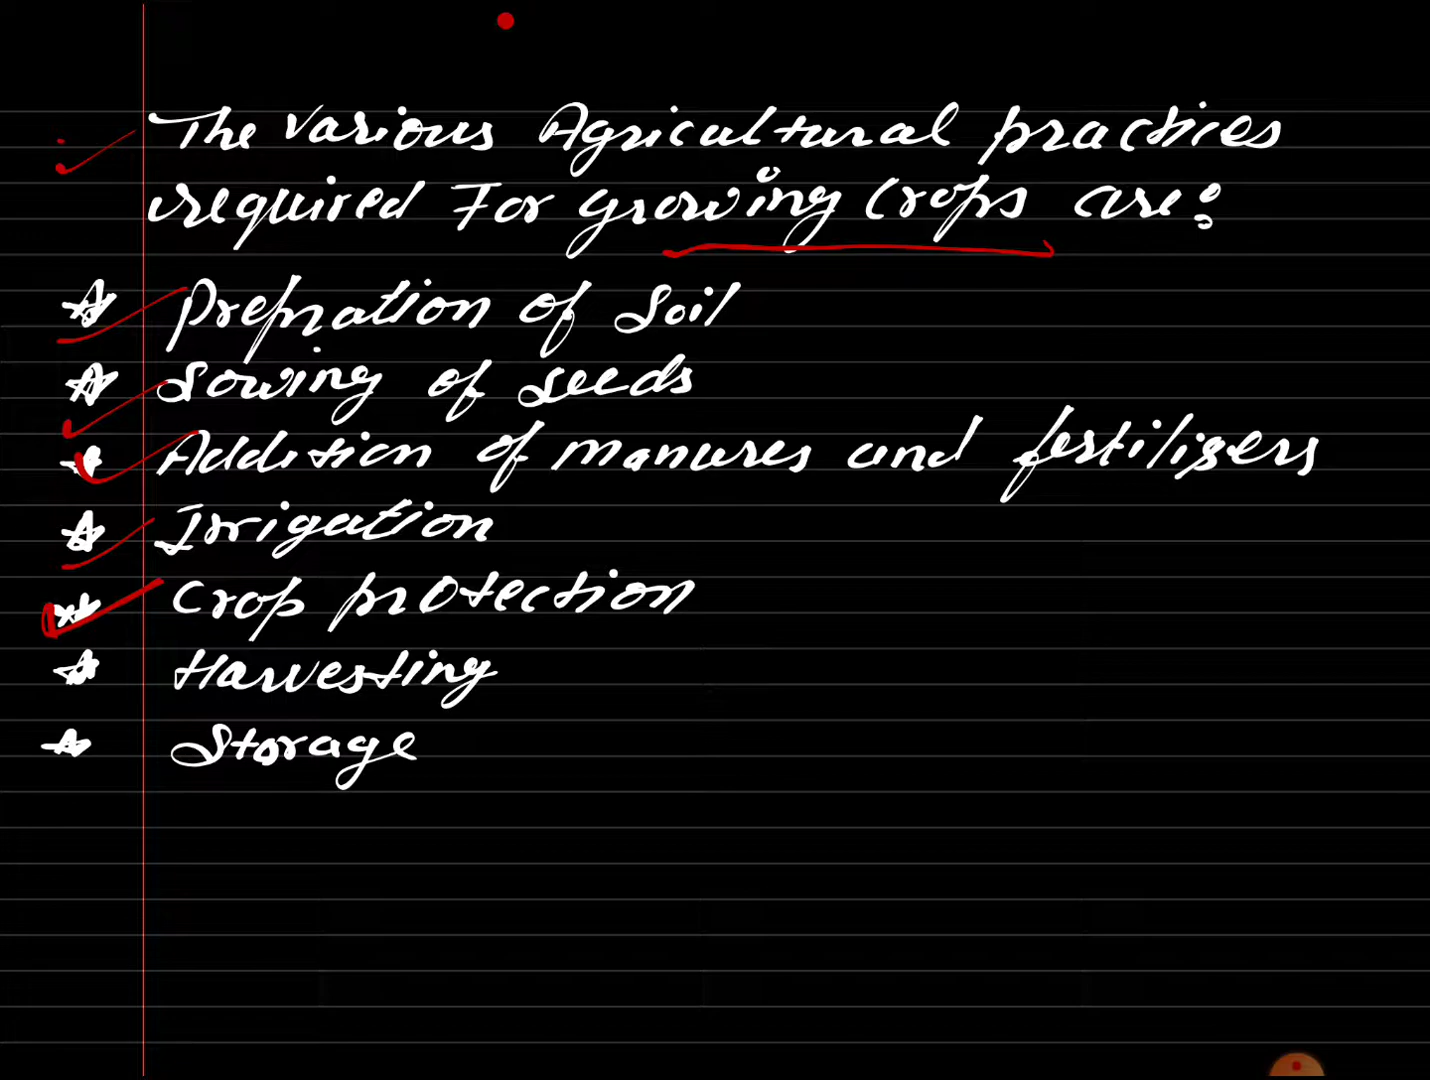 The various Agricultural practices
required For growing crops are:
Prepration of Soil
Sowing of seeds
Addition of manures and fertiligers
Irrigation
Crop protection
Harvesting
Storage